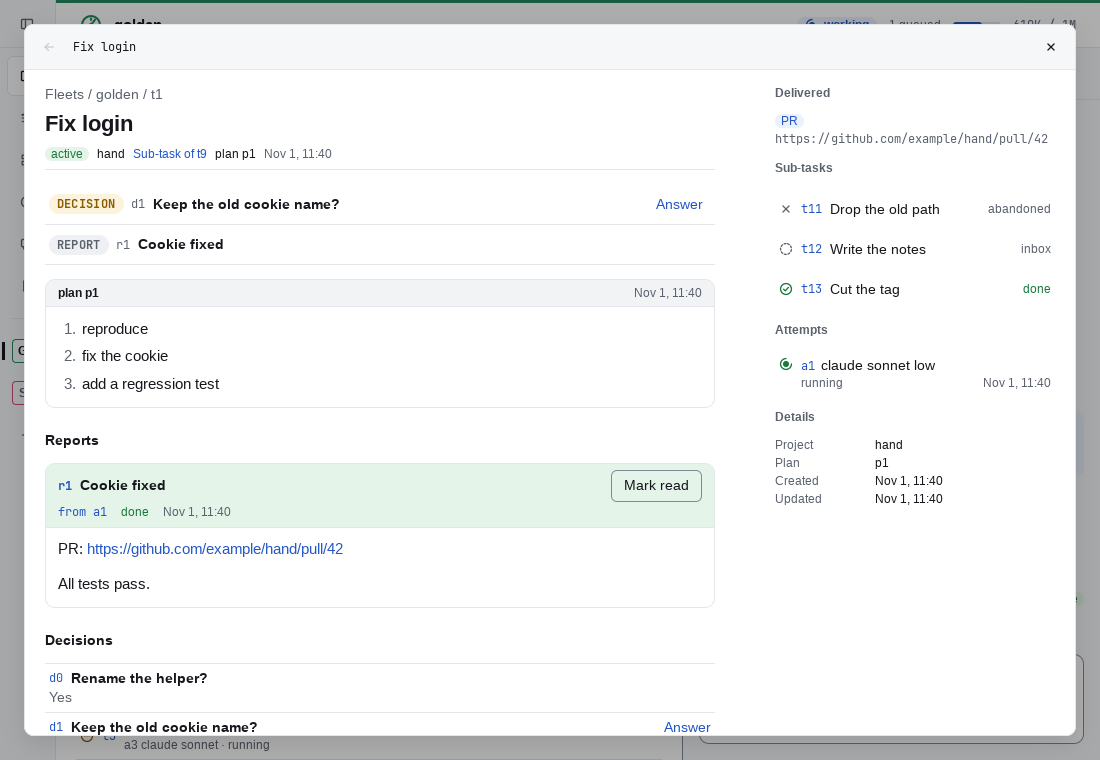 Fix login
Fleets / golden / t1
Fix login
active hand Sub-task of t9 plan p1 Nov 1, 11:40
DECISION d1 Keep the old cookie name? Answer
REPORT r1 Cookie fixed
plan p1 Nov 1, 11:40
1. reproduce
2. fix the cookie
3. add a regression test
Reports
r1 Cookie fixed Mark read
from a1 done Nov 1, 11:40
PR: https://github.com/example/hand/pull/42
All tests pass.
Decisions
d0 Rename the helper?
Yes
d1 Keep the old cookie name? Answer
Delivered
PR
https://github.com/example/hand/pull/42
Sub-tasks
t11 Drop the old path abandoned
t12 Write the notes inbox
t13 Cut the tag done
Attempts
a1 claude sonnet low
running Nov 1, 11:40
Details
Project hand
Plan p1
Created Nov 1, 11:40
Updated Nov 1, 11:40
a3 claude sonnet · running